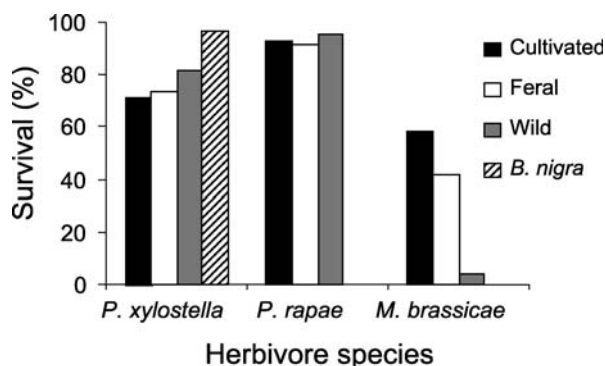 100
80
60
40
20
0
Survival (%)
P. xylostella
P. rapae
M. brassicae
Herbivore species
Cultivated
Feral
Wild
B. nigra